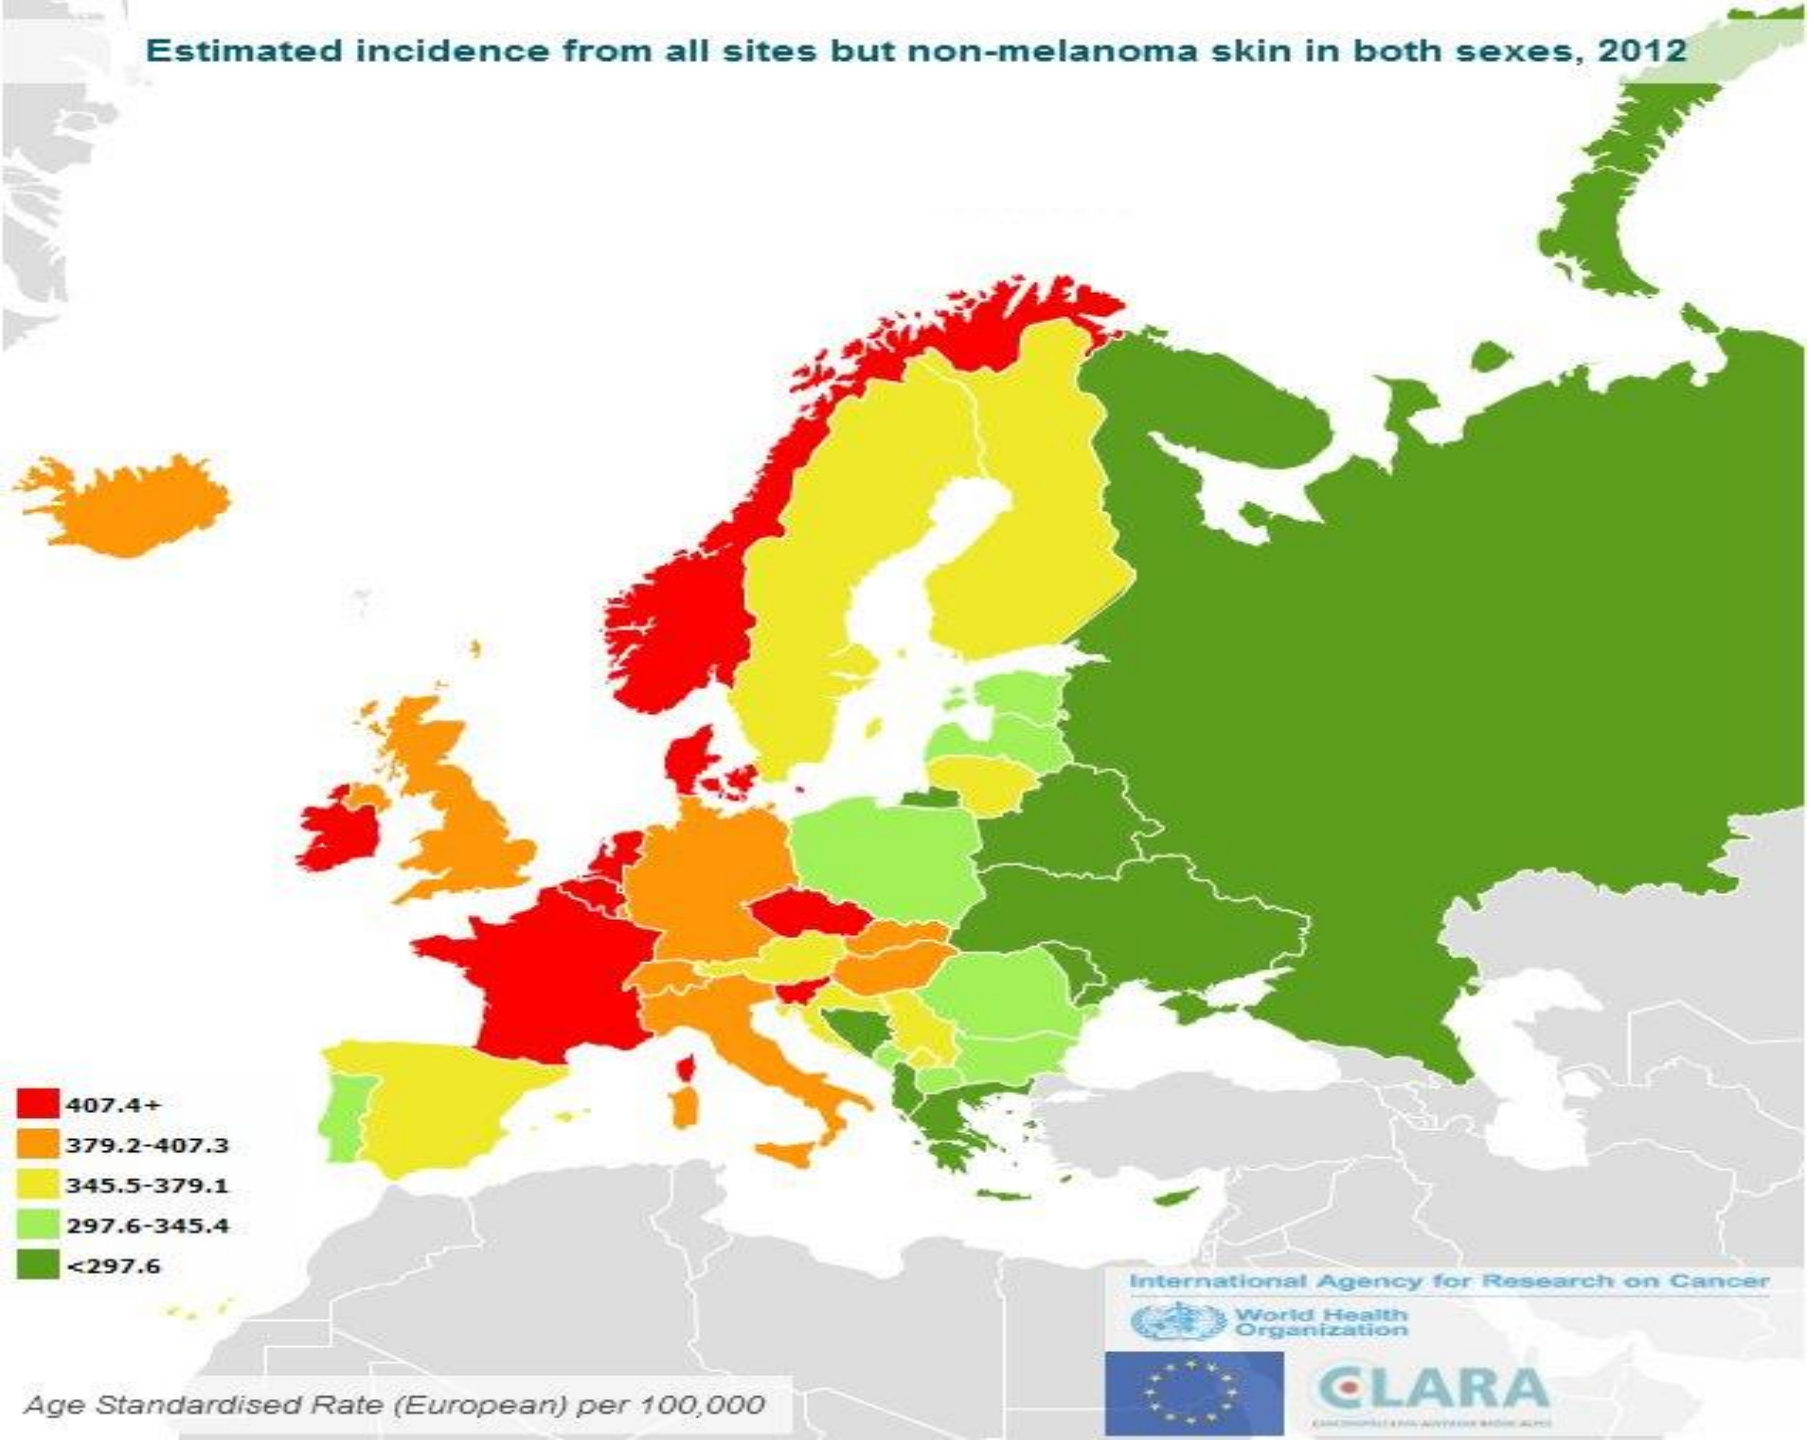 Estimated incidence from all sites but non-melanoma skin in both sexes, 2012
407.4+
379.2-407.3
345.5-379.1
297.6-345.4
<297.6
International Agency for Research on Cancer
World Health
Organization
CLARA
Age Standardised Rate (European) per 100,000